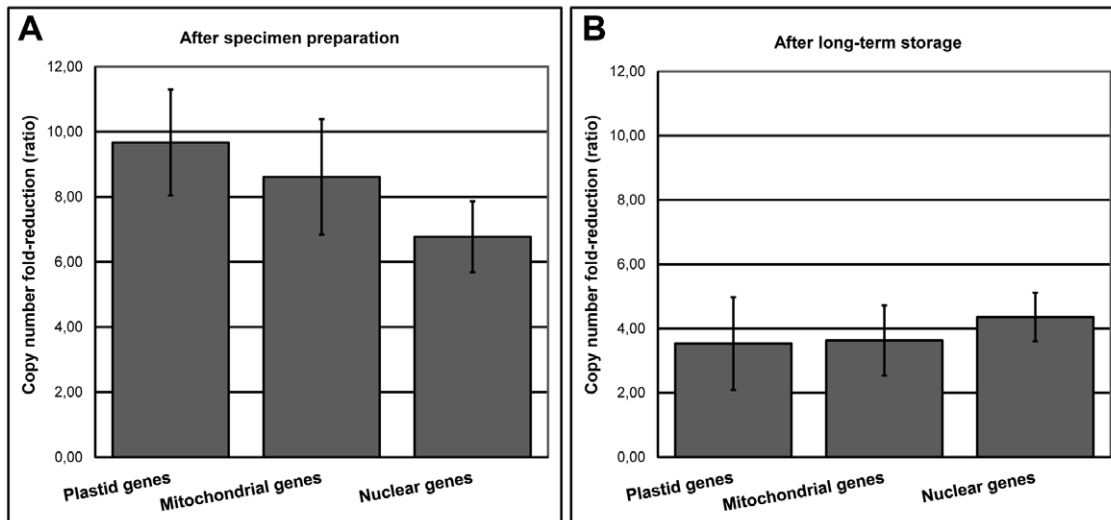 A
After specimen preparation
Copy number fold-reduction (ratio)
12,00
10,00
8,00
6,00
4,00
2,00
0,00
Plastid genes
Mitochondrial genes
Nuclear genes
B
After long-term storage
Copy number fold-reduction (ratio)
12,00
10,00
8,00
6,00
4,00
2,00
0,00
Plastid genes
Mitochondrial genes
Nuclear genes